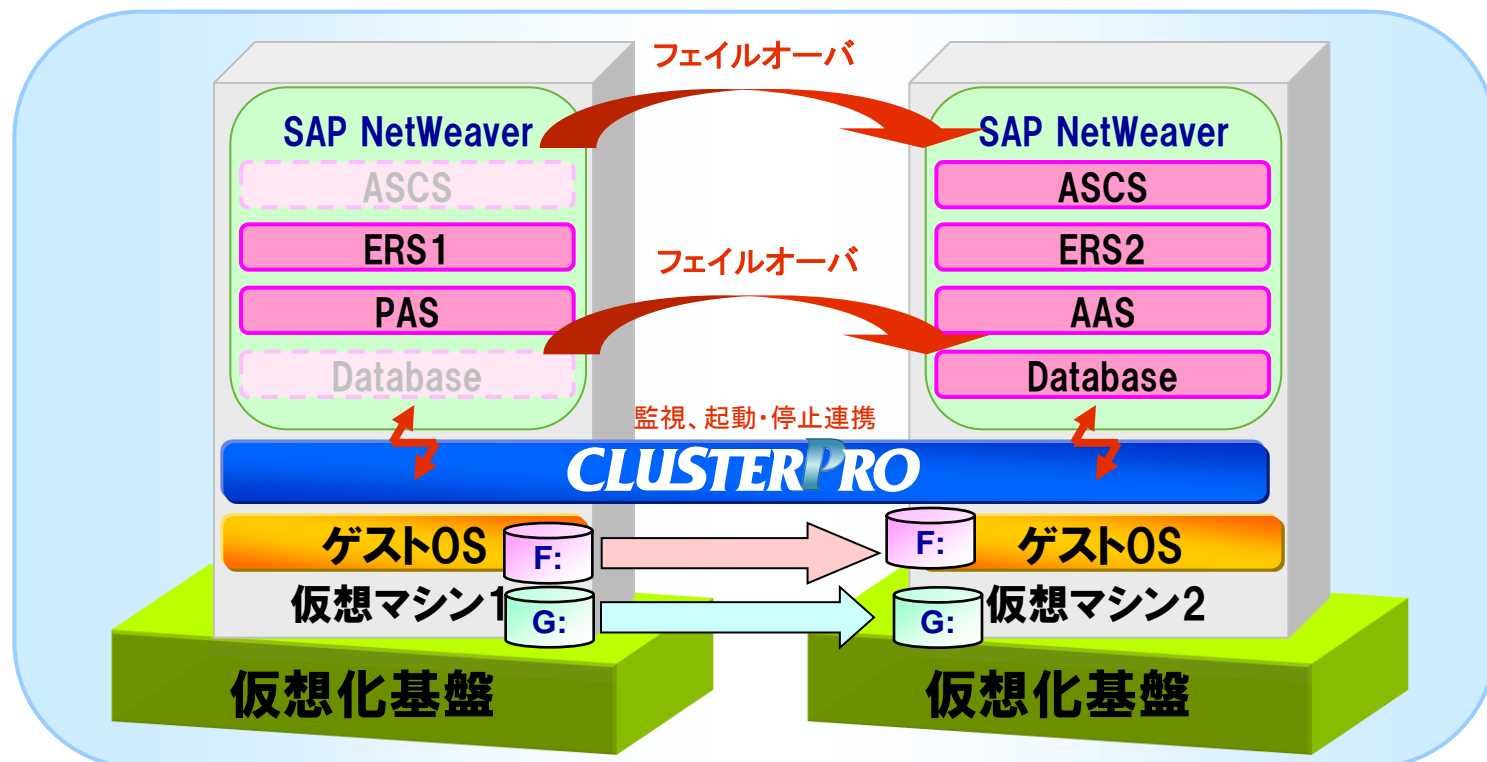 フェイルオーバ
SAP NetWeaver
ASCS
ERS1
PAS
Database
フェイルオーバ
SAP NetWeaver
ASCS
ERS2
AAS
Database
監視、起動・停止連携
CLUSTERPRO
ゲストOS
F:
F:
ゲストOS
仮想マシン1
G:
G:
仮想マシン2
仮想化基盤
仮想化基盤